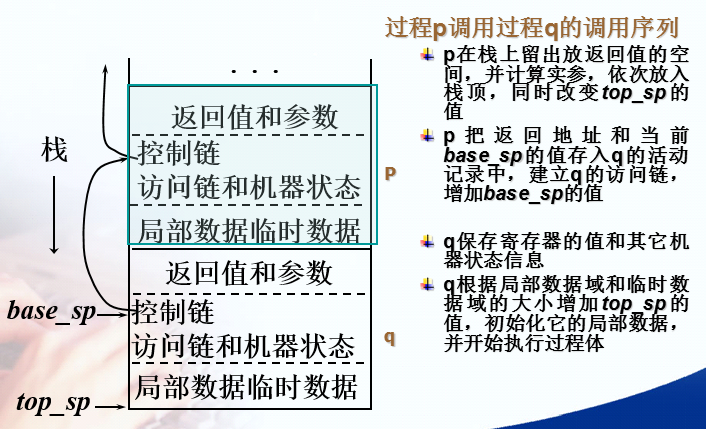 过程p调用过程q的调用序列
p在栈上留出放返回值的空
间，并计算实参，依次放入
栈顶，同时改变top_sp的
值
p把返回地址和当前
base_sp的值存入q的活动
记录中，建立q的访问链，
增加base_sp的值
q保存寄存器的值和其它机
器状态信息
q根据局部数据域和临时数
据域的大小增加top_sp的
值，初始化它的局部数据，
并开始执行过程体
栈
base_sp
top_sp
· · ·
返回值和参数
控制链
访问链和机器状态
局部数据临时数据
P
返回值和参数
控制链
访问链和机器状态
局部数据临时数据
q